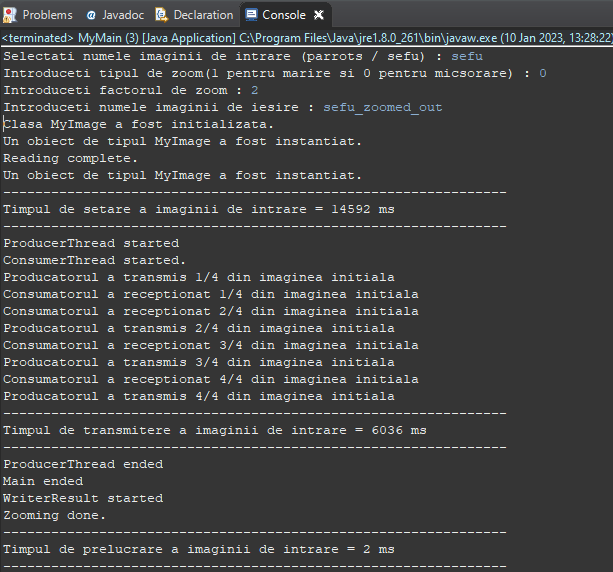 Problems @ Javadoc Declaration Console
<terminated> MyMain (3) [Java Application] C:\Program Files\Java\jre1.8.0_261\bin\javaw.exe (10 Jan 2023, 13:28:22
Selectati numele imaginii de intrare (parrots / sefu) : sefu
Introduceti tipul de zoom(1 pentru marire si 0 pentru micsorare) : 0
Introduceti factorul de zoom : 2
Introduceti numele imaginii de iesire : sefu_zoomed_out
Clasa MyImage a fost initializata.
Un obiect de tipul MyImage a fost instantiat.
Reading complete.
Un obiect de tipul MyImage a fost instantiat.
---------------------------------------------------------------
Timpul de setare a imaginii de intrare = 14592 ms
---------------------------------------------------------------
ProducerThread started
ConsumerThread started.
Producatorul a transmis 1/4 din imaginea initiala
Consumatorul a receptionat 1/4 din imaginea initiala
Consumatorul a receptionat 2/4 din imaginea initiala
Producatorul a transmis 2/4 din imaginea initiala
Consumatorul a receptionat 3/4 din imaginea initiala
Producatorul a transmis 3/4 din imaginea initiala
Consumatorul a receptionat 4/4 din imaginea initiala
Producatorul a transmis 4/4 din imaginea initiala
---------------------------------------------------------------
Timpul de transmitere a imaginii de intrare = 6036 ms
---------------------------------------------------------------
ProducerThread ended
Main ended
WriterResult started
Zooming done.
---------------------------------------------------------------
Timpul de prelucrare a imaginii de intrare = 2 ms
---------------------------------------------------------------